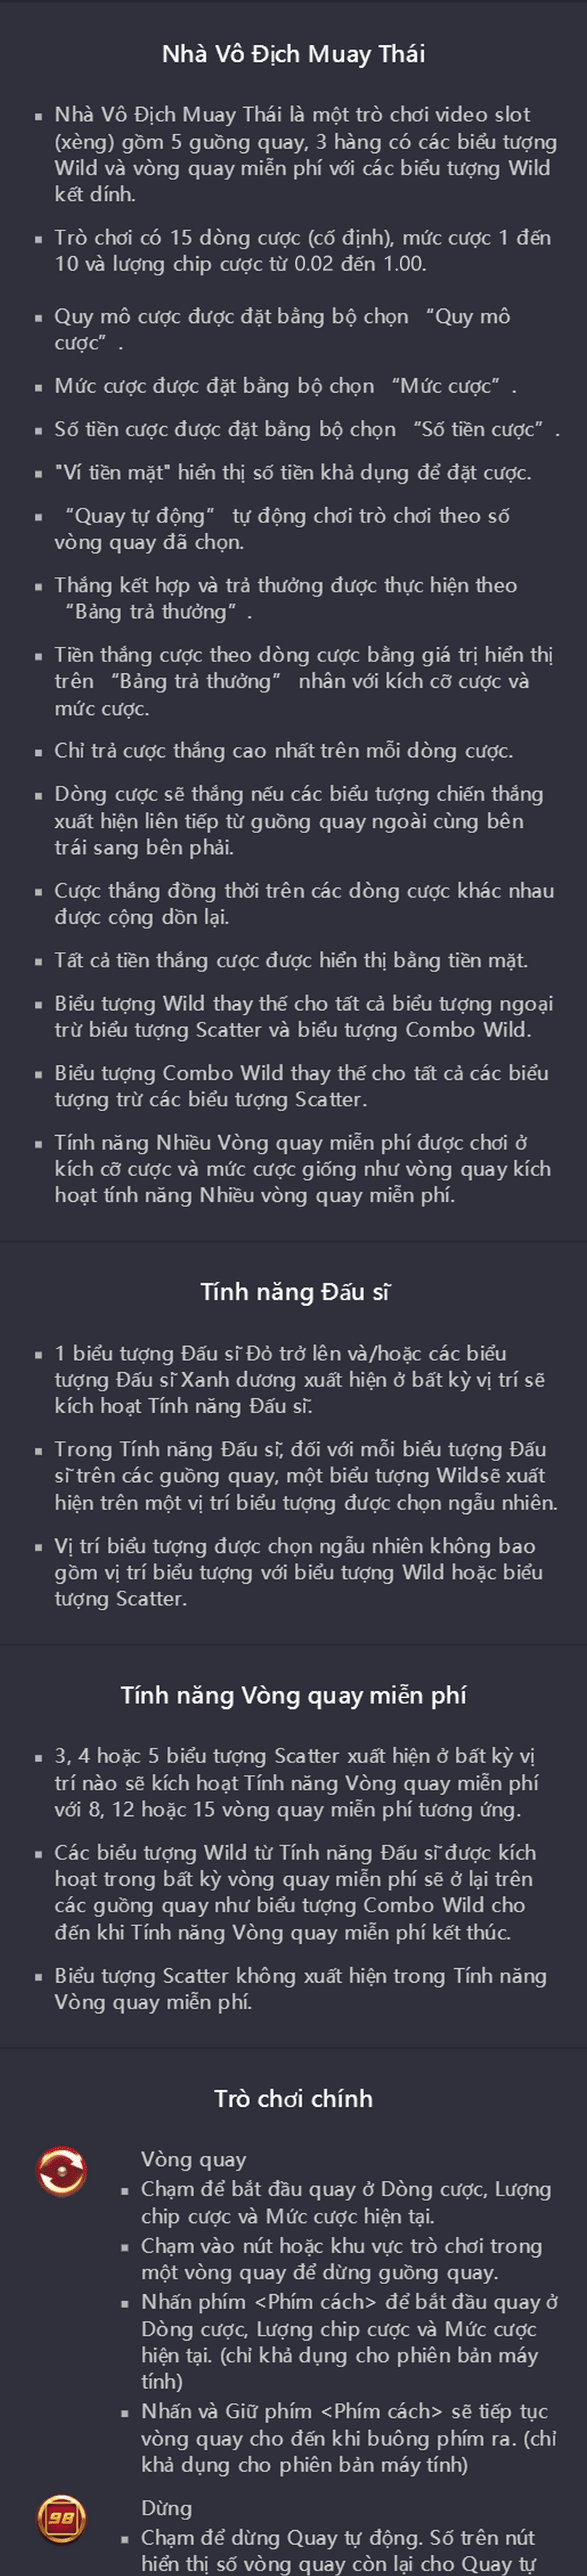 Nhà Vô Địch Muay Thái
Nhà Vô Địch Muay Thái là một trò chơi video slot
(xèng) gồm 5 guồng quay, 3 hàng có các biểu tượng
Wild và vòng quay miễn phí với các biểu tượng Wild
kết dính.
Trò chơi có 15 dòng cược (cố định), mức cược 1 đến
10 và lượng chip cược từ 0.02 đến 1.00.
Quy mô cược được đặt bằng bộ chọn “Quy mô
cược”.
Mức cược được đặt bằng bộ chọn “Mức cược”.
Số tiền cược được đặt bằng bộ chọn “Số tiền cược”.
"Ví tiền mặt" hiển thị số tiền khả dụng để đặt cược.
“Quay tự động” tự động chơi trò chơi theo số
vòng quay đã chọn.
Thắng kết hợp và trả thưởng được thực hiện theo
“Bảng trả thưởng”.
Tiền thắng cược theo dòng cược bằng giá trị hiển thị
trên “Bảng trả thưởng” nhân với kích cỡ cược và
mức cược.
Chỉ trả cược thắng cao nhất trên mỗi dòng cược.
Dòng cược sẽ thắng nếu các biểu tượng chiến thắng
xuất hiện liên tiếp từ guồng quay ngoài cùng bên
trái sang bên phải.
Cược thắng đồng thời trên các dòng cược khác nhau
được cộng dồn lại.
Tất cả tiền thắng cược được hiển thị bằng tiền mặt.
Biểu tượng Wild thay thế cho tất cả biểu tượng ngoại
trừ biểu tượng Scatter và biểu tượng Combo Wild.
Biểu tượng Combo Wild thay thế cho tất cả các biểu
tượng trừ các biểu tượng Scatter.
Tính năng Nhiều Vòng quay miễn phí được chơi ở
kích cỡ cược và mức cược giống như vòng quay kích
hoạt tính năng Nhiều vòng quay miễn phí.
Tính năng Đấu sĩ
1 biểu tượng Đấu sĩ Đỏ trở lên và/hoặc các biểu
tượng Đấu sĩ Xanh dương xuất hiện ở bất kỳ vị trí sẽ
kích hoạt Tính năng Đấu sĩ.
Trong Tính năng Đấu sĩ, đối với mỗi biểu tượng Đấu
sĩ trên các guồng quay, một biểu tượng Wildsẽ xuất
hiện trên một vị trí biểu tượng được chọn ngẫu nhiên.
Vị trí biểu tượng được chọn ngẫu nhiên không bao
gồm vị trí biểu tượng với biểu tượng Wild hoặc biểu
tượng Scatter.
Tính năng Vòng quay miễn phí
3, 4 hoặc 5 biểu tượng Scatter xuất hiện ở bất kỳ vị
trí nào sẽ kích hoạt Tính năng Vòng quay miễn phí
với 8, 12 hoặc 15 vòng quay miễn phí tương ứng.
Các biểu tượng Wild từ Tính năng Đấu sĩ được kích
hoạt trong bất kỳ vòng quay miễn phí sẽ ở lại trên
các guồng quay như biểu tượng Combo Wild cho
đến khi Tính năng Vòng quay miễn phí kết thúc.
Biểu tượng Scatter không xuất hiện trong Tính năng
Vòng quay miễn phí.
Trò chơi chính
Vòng quay
Chạm để bắt đầu quay ở Dòng cược, Lượng
chip cược và Mức cược hiện tại.
Chạm vào nút hoặc khu vực trò chơi trong
một vòng quay để dừng guồng quay.
Nhấn phím <Phím cách> để bắt đầu quay ở
Dòng cược, Lượng chip cược và Mức cược
hiện tại. (chỉ khả dụng cho phiên bản máy
tính)
Nhấn và Giữ phím <Phím cách> sẽ tiếp tục
vòng quay cho đến khi buông phím ra. (chỉ
khả dụng cho phiên bản máy tính)
98
Dừng
Chạm để dừng Quay tự động. Số trên nút
hiển thị số vòng quay còn lại cho Quay tự